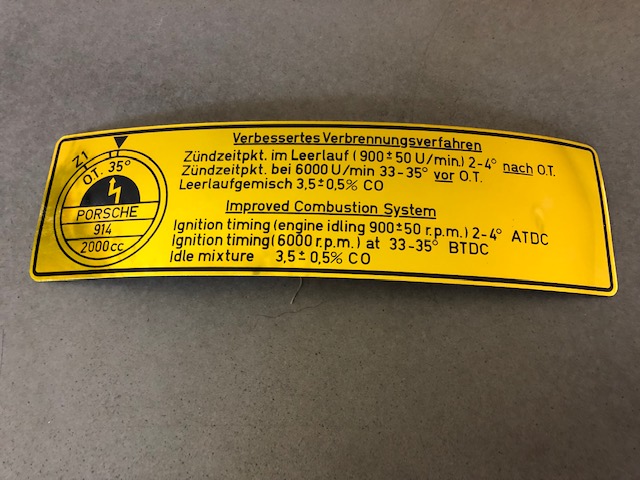 Z1
O.T. 35°
PORSCHE
914
2000cc
Verbessertes Verbrennungsverfahren
Zündzeitpkt. im Leerlauf (900±50 U/min.) 2-4° nach O.T.
Zündzeitpkt. bei 6000 U/min 33-35° vor O.T.
Leerlaufgemisch 3,5±0,5% CO
Improved Combustion System
Ignition timing (engine idling 900±50 r.p.m.) 2-4° ATDC
Ignition timing (6000 r.p.m.) at 33-35° BTDC
Idle mixture 3,5± 0,5% CO